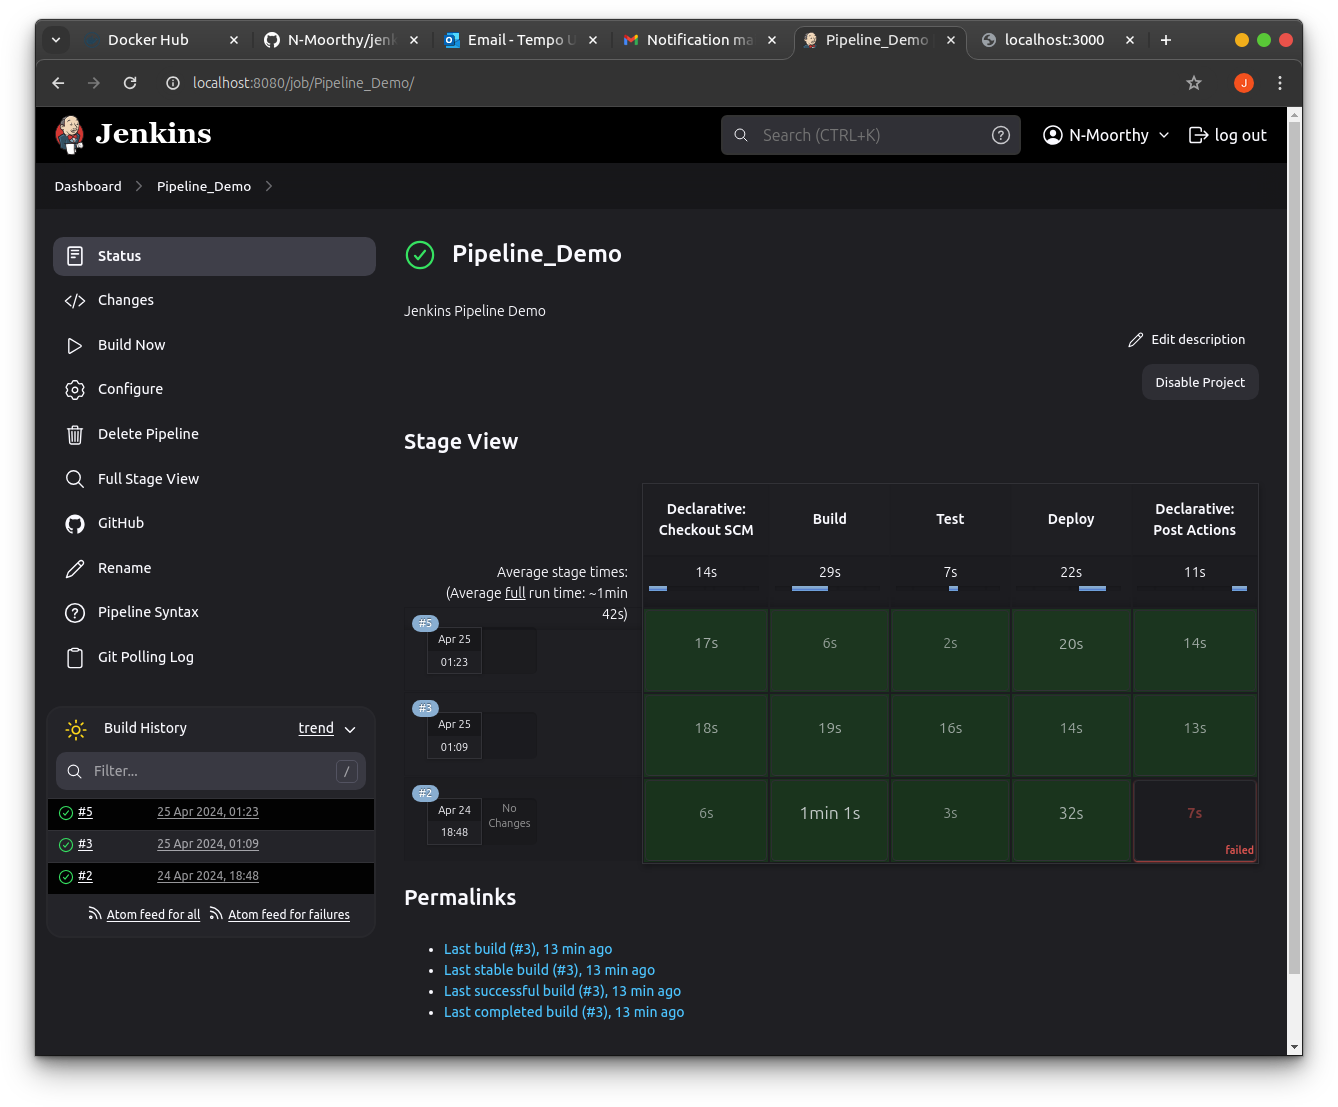 Docker Hub
N-Moorthy/jenk
Email - Tempo U
Notification ma
Pipeline_Demo
localhost:3000
localhost:8080/job/Pipeline_Demo/
J
Jenkins
Search (CTRL+K)
N-Moorthy
log out
Dashboard
Pipeline_Demo
Status
Changes
Build Now
Configure
Delete Pipeline
Full Stage View
GitHub
Rename
Pipeline Syntax
Git Polling Log
Build History
trend
Filter...
/
#5 25 Apr 2024, 01:23
#3 25 Apr 2024, 01:09
#2 24 Apr 2024, 18:48
Atom feed for all Atom feed for failures
Pipeline_Demo
Jenkins Pipeline Demo
Edit description
Disable Project
Stage View
Declarative:
Checkout SCM
Build
Test
Deploy
Declarative:
Post Actions
Average stage times:
(Average full run time: ~1min
42s)
14s 29s 7s 22s 11s
#5
Apr 25
01:23
17s 6s 2s 20s 14s
#3
Apr 25
01:09
18s 19s 16s 14s 13s
#2
Apr 24
18:48
No
Changes
6s 1min 1s 3s 32s 7s
failed
Permalinks
Last build (#3), 13 min ago
Last stable build (#3), 13 min ago
Last successful build (#3), 13 min ago
Last completed build (#3), 13 min ago